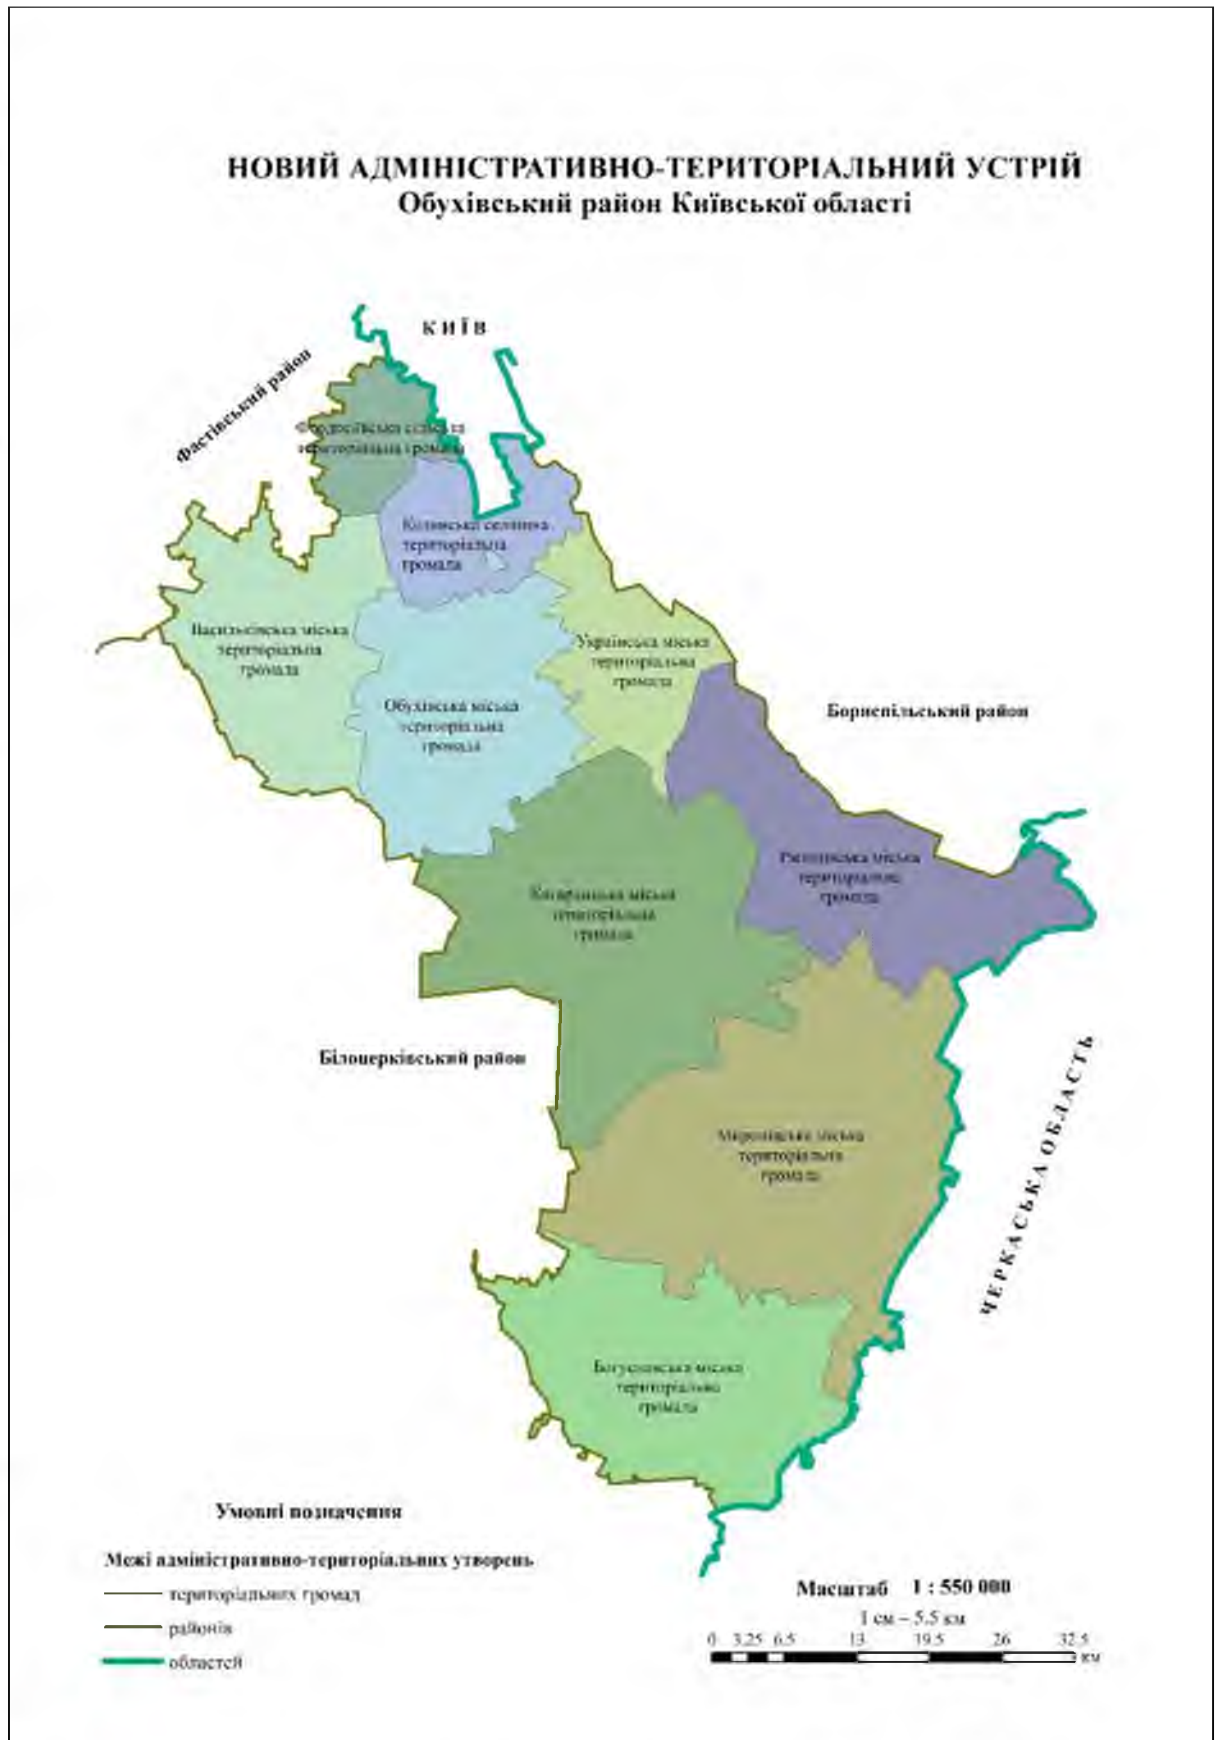 НОВИЙ АДМІНІСТРАТИВНО-ТЕРИТОРІАЛЬНИЙ УСТРІЙ
Обухівський район Київської області
КИЇВ
Фастівський район
Феодосіївська сільська
територіальна громада
Козинська селищна
територіальна
громада
Васильківська міська
територіальна
громада
Українська міська
територіальна
громада
Обухівська міська
територіальна
громада
Бориспільський район
Ржищівська міська
територіальна
громада
Кагарлицька міська
територіальна
громада
Білоцерківський район
ЧЕРКАСЬКА ОБЛАСТЬ
Миронівська міська
територіальна
громада
Богуславська міська
територіальна
громада
Умовні позначення
Межі адміністративно-територіальних утворень
територіальних громад
районів
областей
Масштаб 1 : 550 000
1 см – 5.5 км
0 3.25 6.5 13 19.5 26 32.5
км